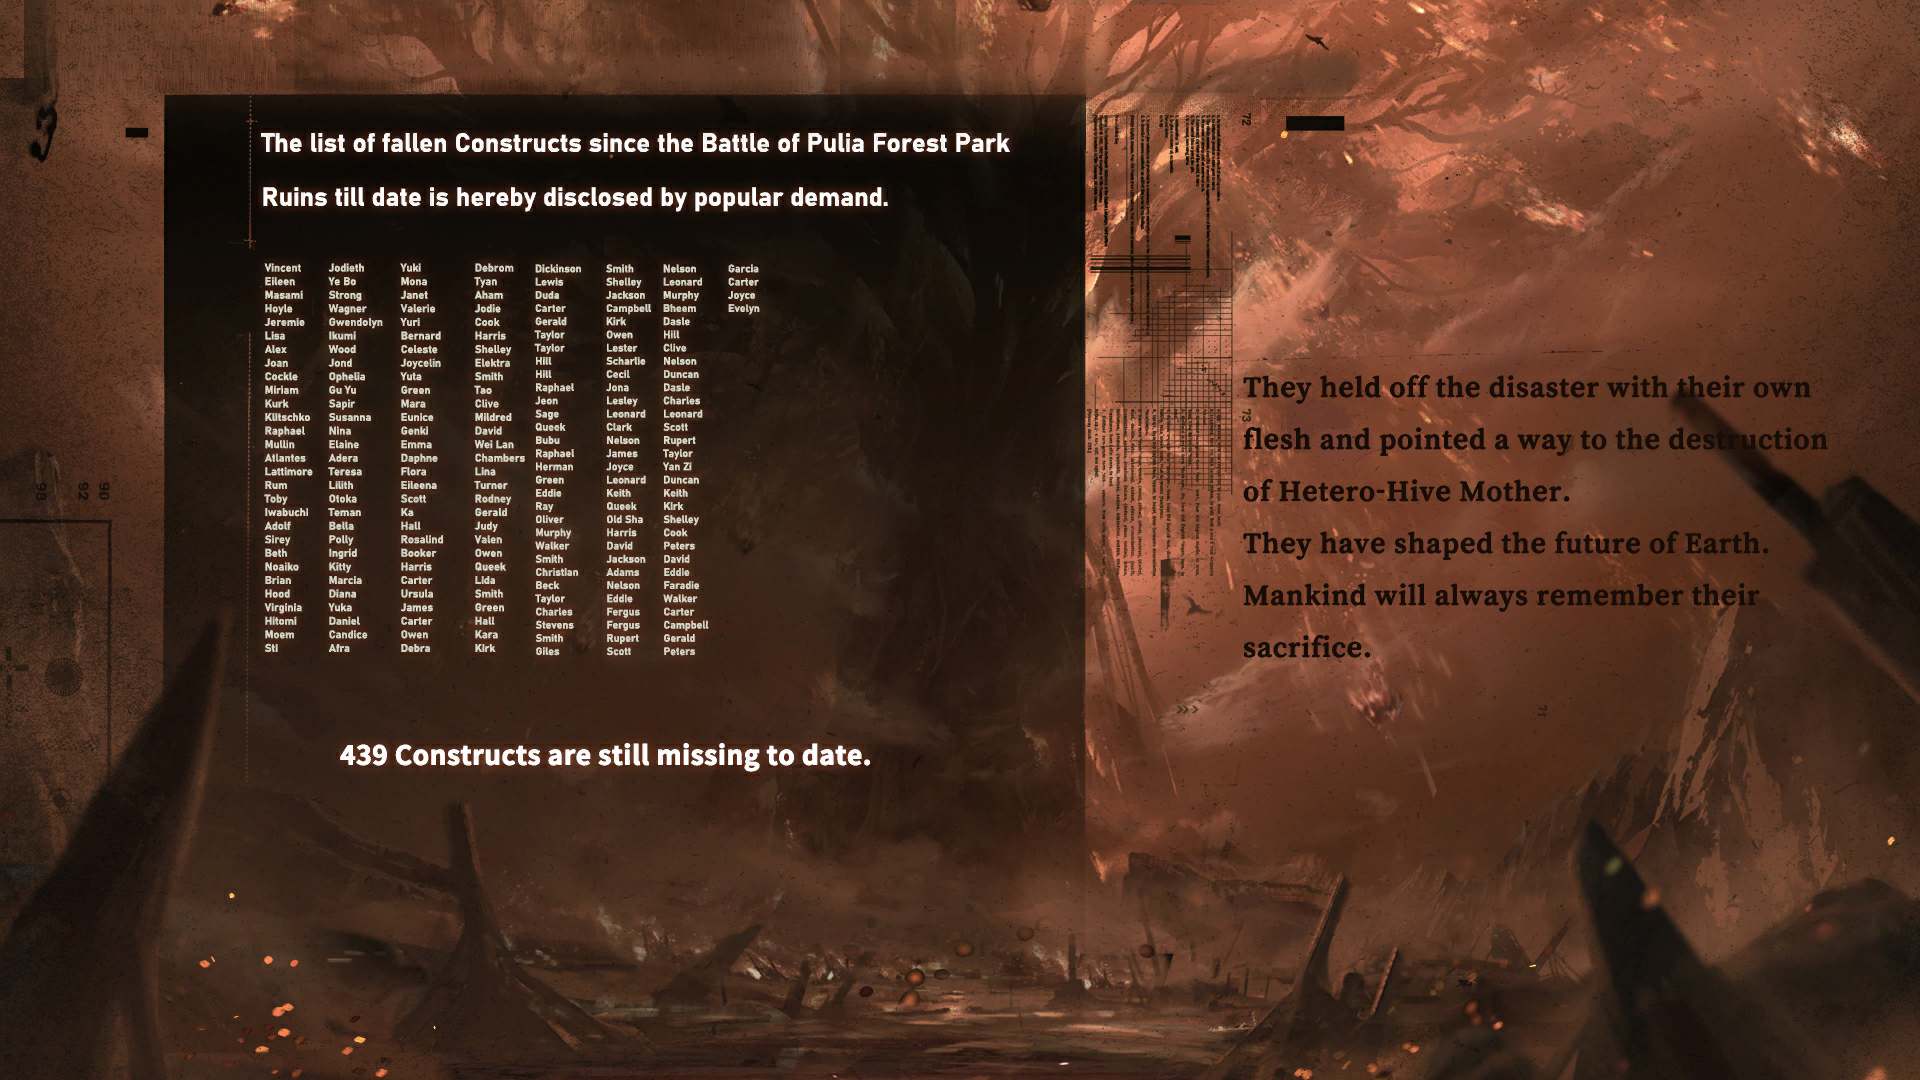 The list of fallen Constructs since the Battle of Pulia Forest Park
Ruins till date is hereby disclosed by popular demand.
Vincent
Eileen
Masami
Hoyle
Jeremie
Lisa
Alex
Joan
Cockle
Miriam
Kurk
Klitschko
Raphael
Mullin
Atlantes
Lattimore
Rum
Toby
Iwabuchi
Adolf
Sirey
Beth
Noaiko
Brian
Hood
Virginia
Hitomi
Moem
Sti
Jodieth
Ye Bo
Strong
Wagner
Gwendolyn
Ikumi
Wood
Jond
Ophelia
Gu Yu
Sapir
Susanna
Nina
Elaine
Adera
Teresa
Lilith
Otoka
Teman
Bella
Polly
Ingrid
Kitty
Marcia
Diana
Yuka
Daniel
Candice
Afra
Yuki
Mona
Janet
Valerie
Yuri
Bernard
Celeste
Joycelin
Yuta
Green
Mara
Eunice
Genki
Emma
Daphne
Flora
Eileena
Scott
Ka
Hall
Rosalind
Booker
Harris
Carter
Ursula
James
Carter
Owen
Debra
Debrom
Tyan
Aham
Jodie
Cook
Harris
Shelley
Elektra
Smith
Tao
Clive
Mildred
David
Wei Lan
Chambers
Lina
Turner
Rodney
Gerald
Judy
Valen
Owen
Queek
Lida
Smith
Green
Hall
Kara
Kirk
Dickinson
Lewis
Duda
Carter
Gerald
Taylor
Taylor
Hill
Hill
Raphael
Jeon
Sage
Queek
Bubu
Raphael
Herman
Green
Eddie
Ray
Oliver
Murphy
Walker
Smith
Christian
Beck
Taylor
Charles
Stevens
Smith
Giles
Smith
Shelley
Jackson
Campbell
Kirk
Owen
Lester
Scharlie
Cecil
Jona
Lesley
Leonard
Clark
Nelson
James
Joyce
Leonard
Keith
Queek
Old Sha
Harris
David
Jackson
Adams
Nelson
Eddie
Fergus
Fergus
Rupert
Scott
Nelson
Leonard
Murphy
Bheem
Dasle
Hill
Clive
Nelson
Duncan
Dasle
Charles
Leonard
Scott
Rupert
Taylor
Yan Zi
Duncan
Keith
Kirk
Shelley
Cook
Peters
David
Eddie
Faradie
Walker
Carter
Campbell
Gerald
Peters
Garcia
Carter
Joyce
Evelyn
439 Constructs are still missing to date.
They held off the disaster with their own
flesh and pointed a way to the destruction
of Hetero-Hive Mother.
They have shaped the future of Earth.
Mankind will always remember their
sacrifice.
98
92
90
72
73
71